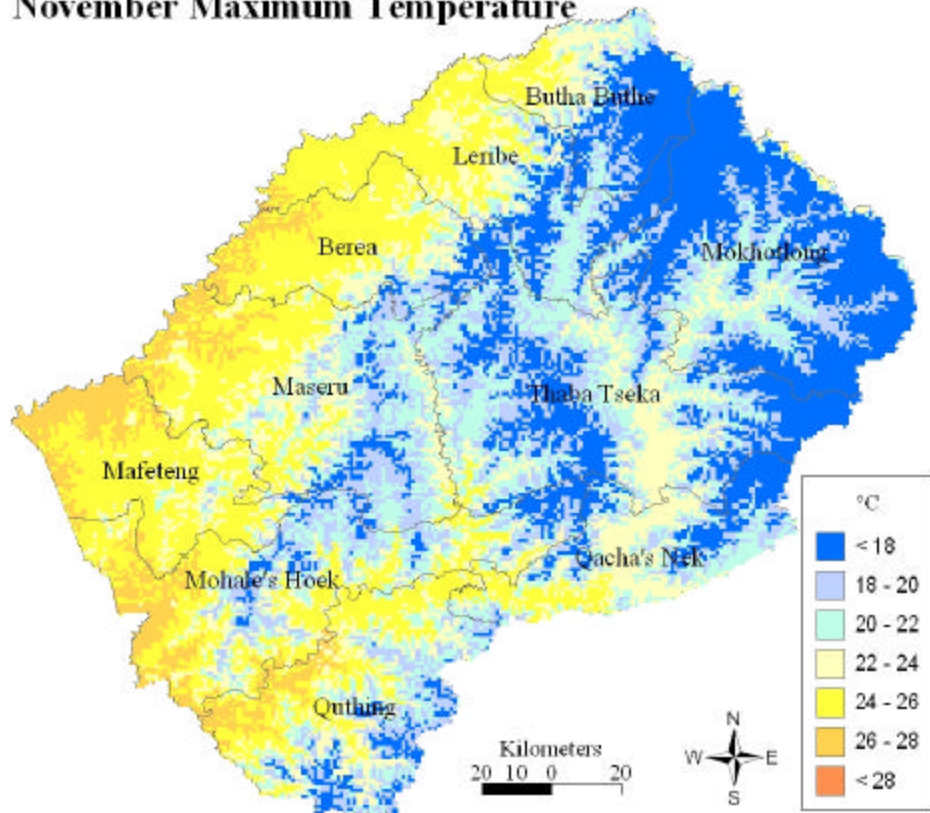 November Maximum Temperature
Butha Buthe
Leribe
Berea
Mokhotlong
Maseru
Thaba Tseka
Mafeteng
Qacha's Nek
Mohale's Hoek
Quthing
°C
< 18
18 - 20
20 - 22
22 - 24
24 - 26
26 - 28
< 28
Kilometers
20 10 0 20
N
W E
S